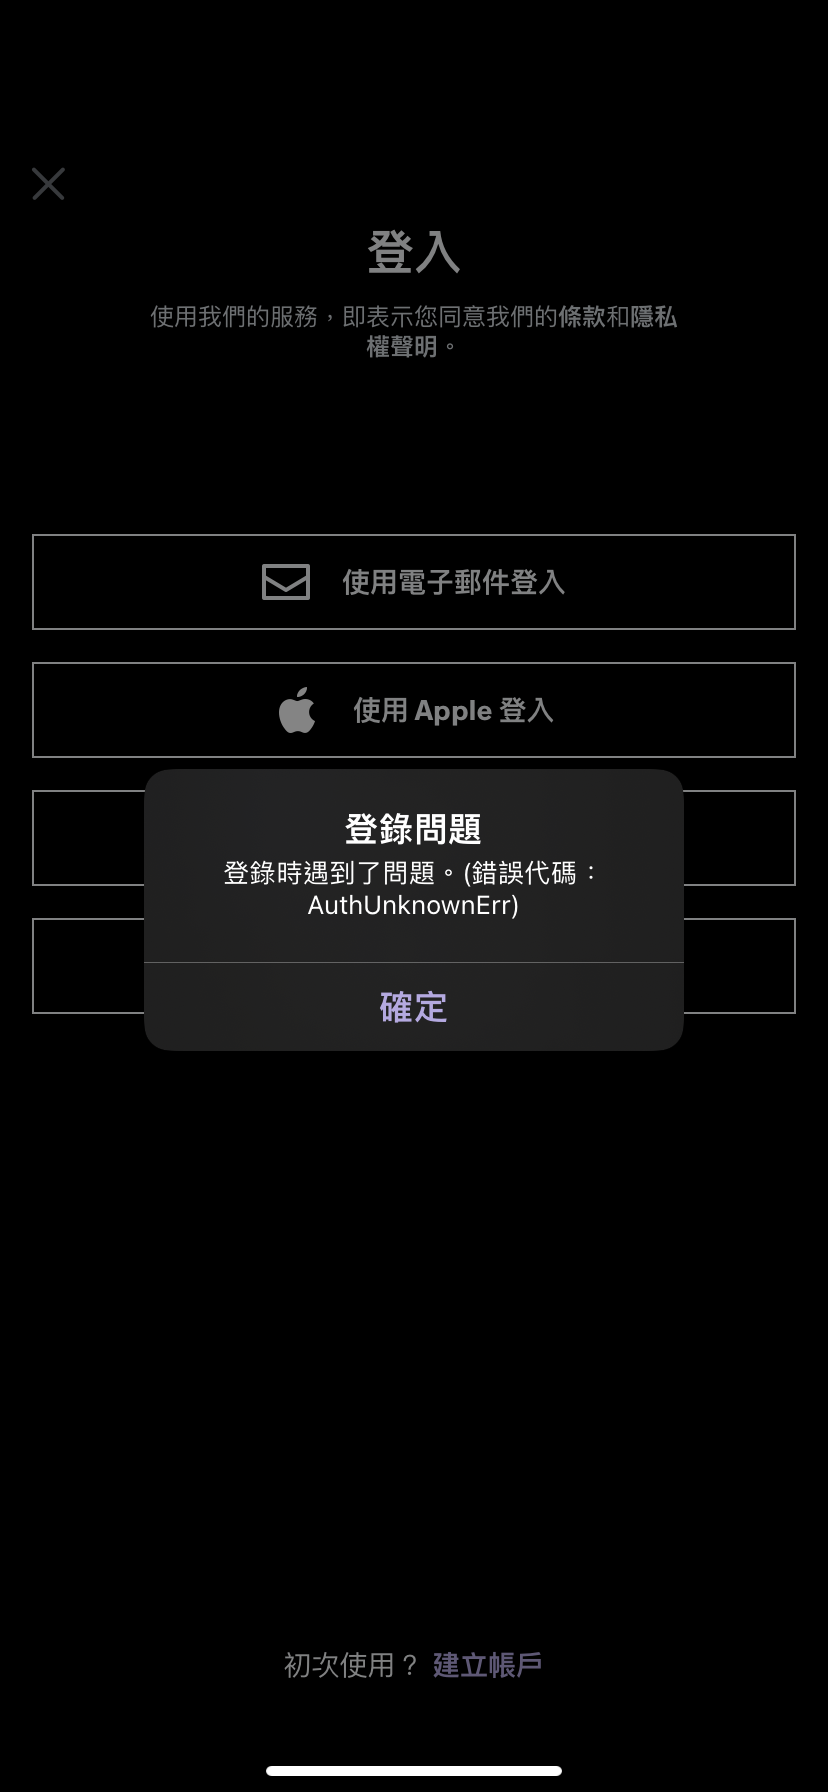 登入
使用我們的服務，即表示您同意我們的條款和隱私
權聲明。
使用電子郵件登入
使用 Apple 登入
登錄問題
登錄時遇到了問題。(錯誤代碼：
AuthUnknownErr)
確定
初次使用？ 建立帳戶